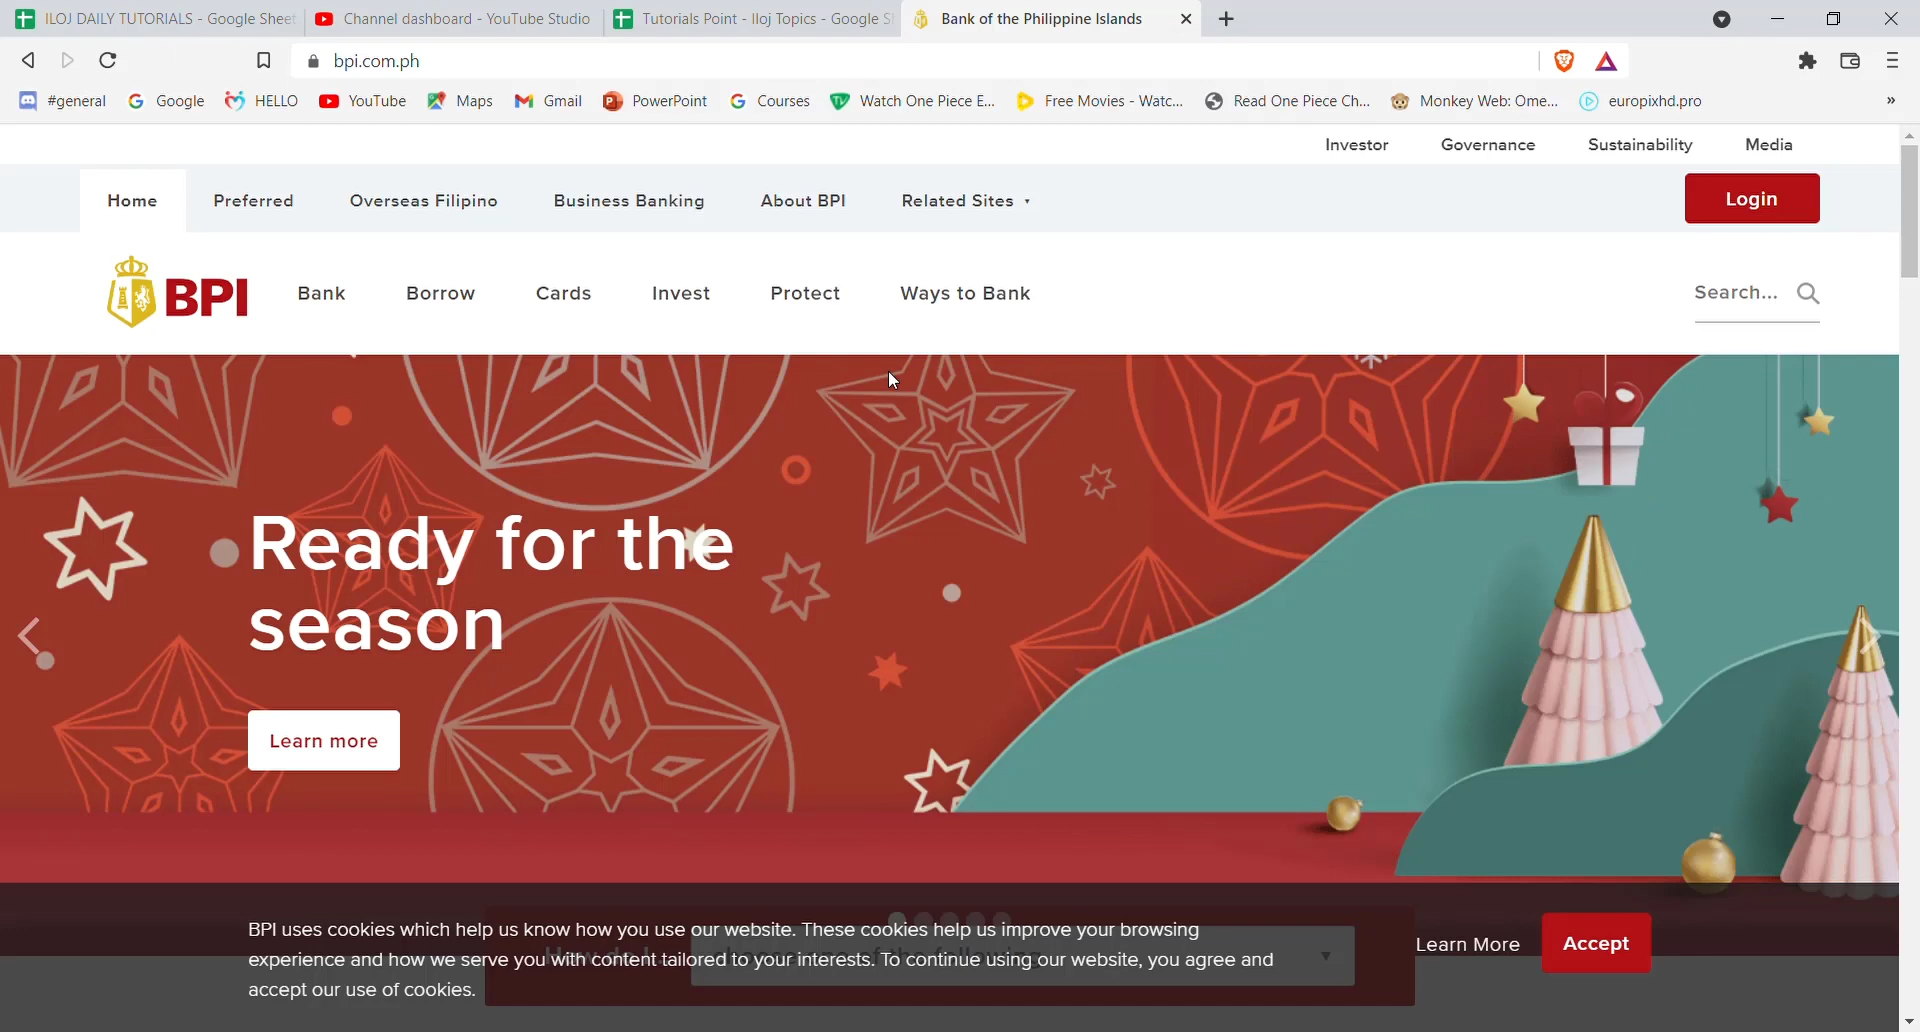 ILOJ DAILY TUTORIALS - Google Sheet
Channel dashboard - YouTube Studio
Tutorials Point - Iloj Topics - Google S
Bank of the Philippine Islands
bpi.com.ph
#general
Google
HELLO
YouTube
Maps
Gmail
PowerPoint
Courses
Watch One Piece E...
Free Movies - Watc...
Read One Piece Ch...
Monkey Web: Ome...
europixhd.pro
»
Investor
Governance
Sustainability
Media
Home
Preferred
Overseas Filipino
Business Banking
About BPI
Related Sites
Login
BPI
Bank
Borrow
Cards
Invest
Protect
Ways to Bank
Search...
Ready for the
season
Learn more
BPI uses cookies which help us know how you use our website. These cookies help us improve your browsing
experience and how we serve you with content tailored to your interests. To continue using our website, you agree and
accept our use of cookies.
Learn More
Accept